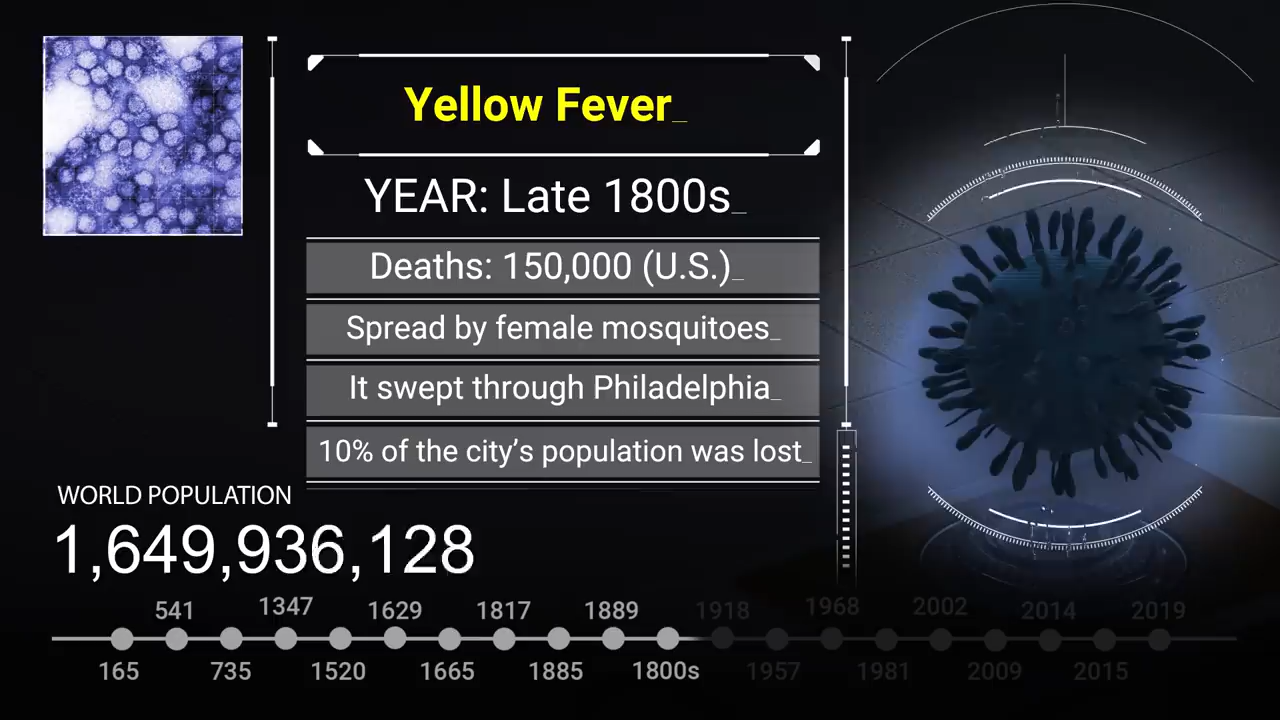 Yellow Fever_
YEAR: Late 1800s_
Deaths: 150,000 (U.S.)_
Spread by female mosquitoes_
It swept through Philadelphia_
10% of the city’s population was lost_
WORLD POPULATION
1,649,936,128
541 1347 1629 1817 1889 1918 1968 2002 2014 2019
165 735 1520 1665 1885 1800s 1957 1981 2009 2015